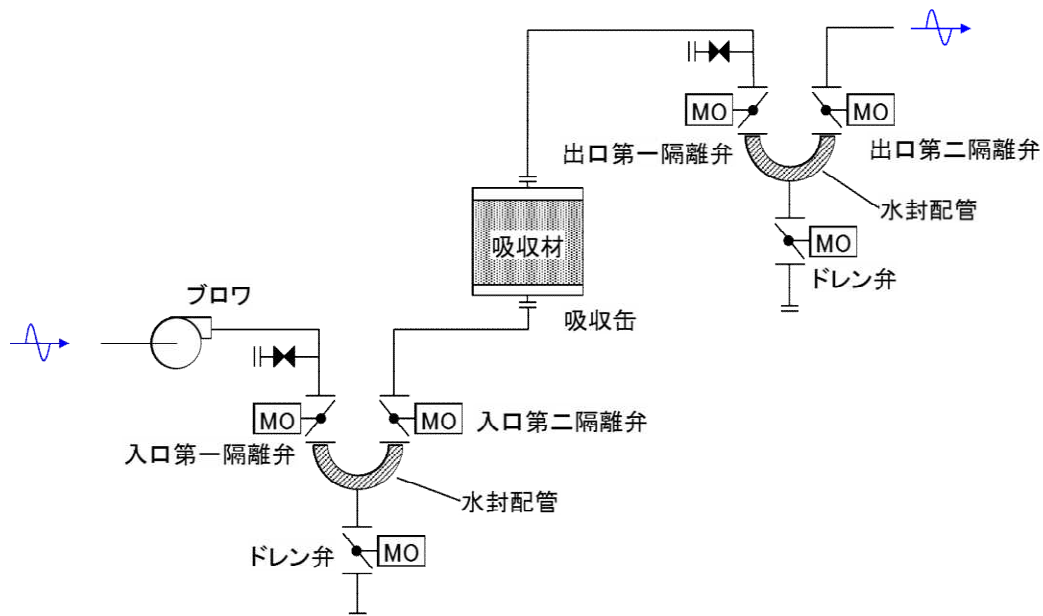 MO
MO
出口第一隔離弁
出口第二隔離弁
水封配管
MO
ドレン弁
吸収材
吸収缶
ブロワ
MO
MO
入口第二隔離弁
入口第一隔離弁
水封配管
ドレン弁
MO